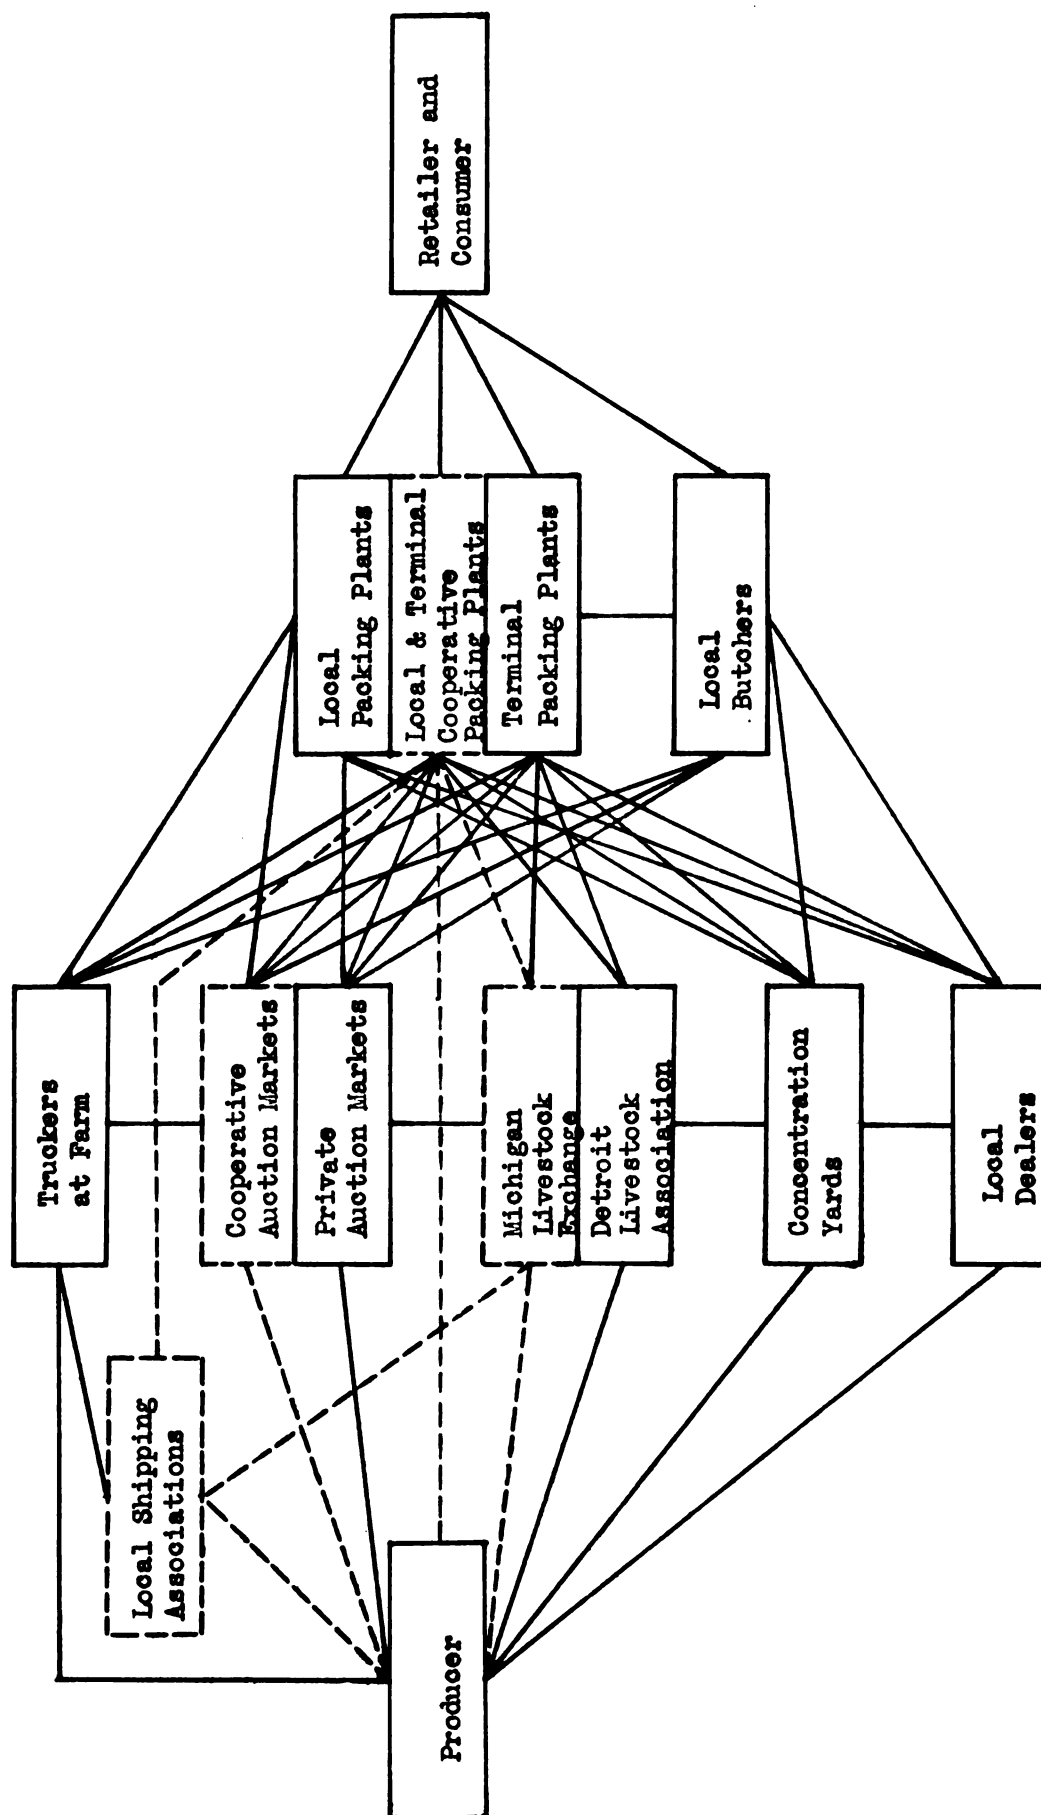 Producer
Local Shipping
Associations
Truckers
at Farm
Cooperative
Auction Markets
Private
Auction Markets
Michigan
Livestock
Exchange
Detroit
Livestock
Association
Concentration
Yards
Local
Dealers
Local
Packing Plants
Local & Terminal
Cooperative
Packing Plants
Terminal
Packing Plants
Local
Butchers
Retailer and
Consumer